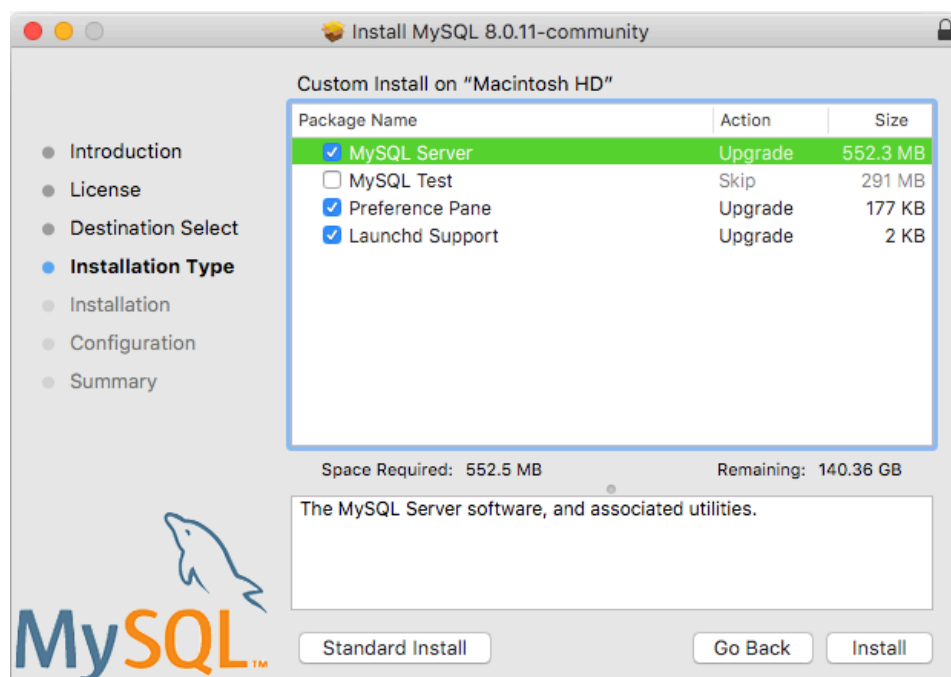 Install MySQL 8.0.11-community
Custom Install on “Macintosh HD”
Package Name Action Size
MySQL Server Upgrade 552.3 MB
MySQL Test Skip 291 MB
Preference Pane Upgrade 177 KB
Launchd Support Upgrade 2 KB
Introduction
License
Destination Select
Installation Type
Installation
Configuration
Summary
Space Required: 552.5 MB Remaining: 140.36 GB
The MySQL Server software, and associated utilities.
MySQL™
Standard Install Go Back Install